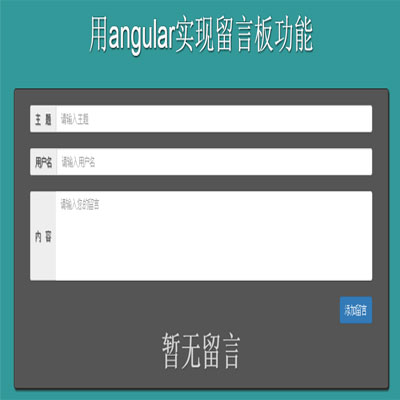 用angular实现留言板功能
主 题 请输入主题
用户名 请输入用户名
请输入您的留言
内 容
添加留言
暂无留言